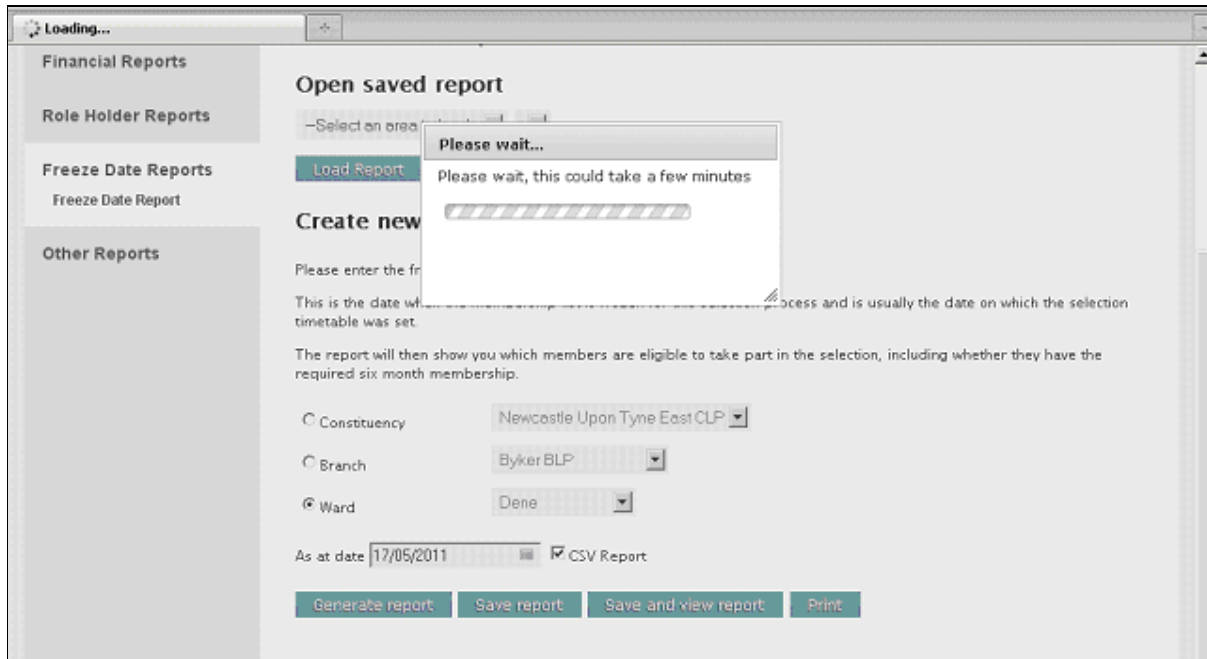 Loading...
Financial Reports
Role Holder Reports
Freeze Date Reports
Freeze Date Report
Other Reports
Open saved report
--Select an area
Load Report
Please wait...
Please wait, this could take a few minutes
Create new
Please enter the
This is the date process and is usually the date on which the selection
timetable was set.
The report will then show you which members are eligible to take part in the selection, including whether they have the
required six month membership.
Constituency Newcastle Upon Tyne East CLP
Branch Byker BLP
Ward Dene
As at date 17/05/2011 CSV Report
Generate report Save report Save and view report Print